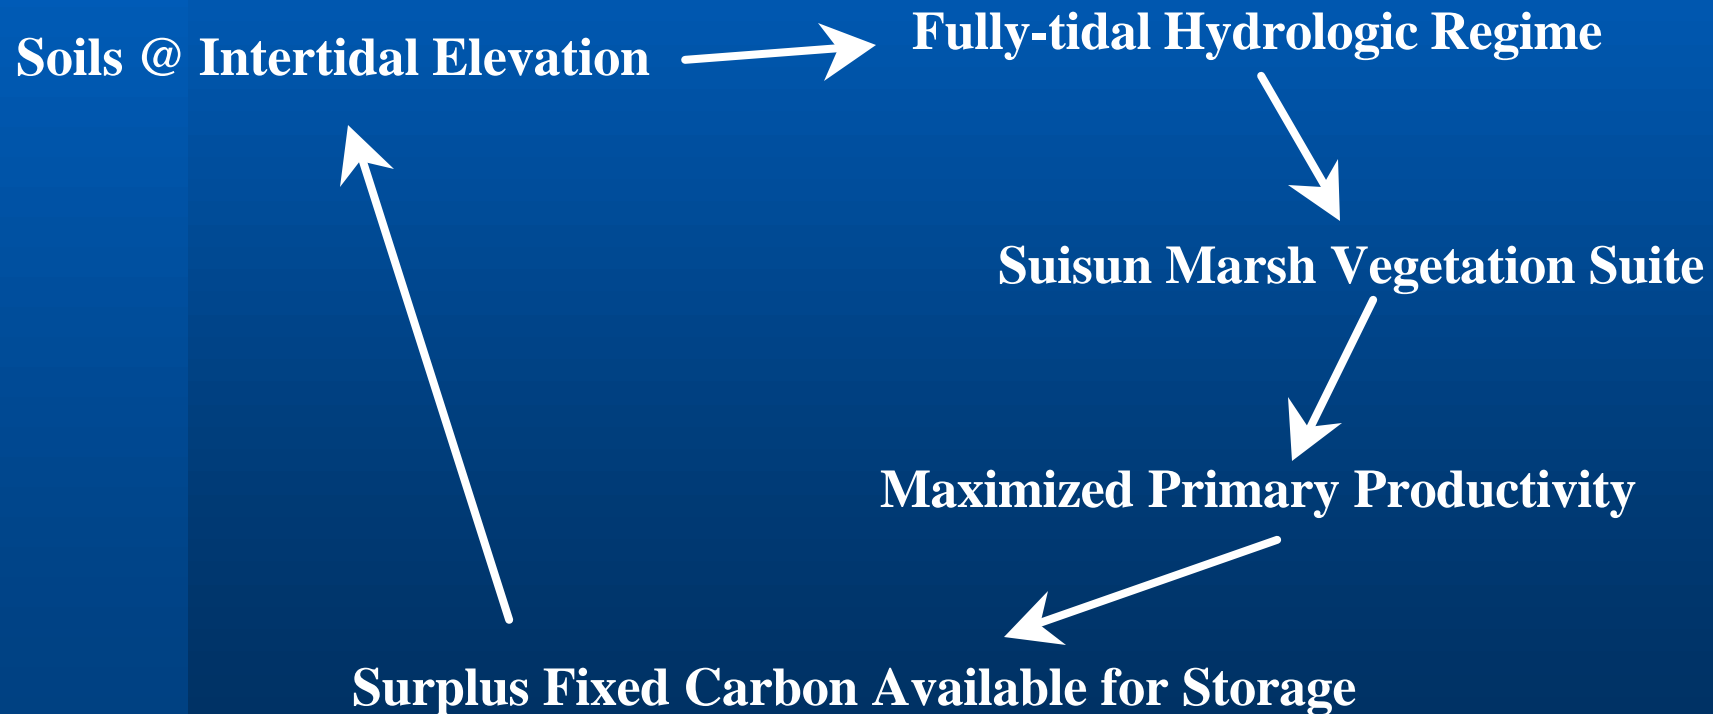 Soils @ Intertidal Elevation
Fully-tidal Hydrologic Regime
Suisun Marsh Vegetation Suite
Maximized Primary Productivity
Surplus Fixed Carbon Available for Storage